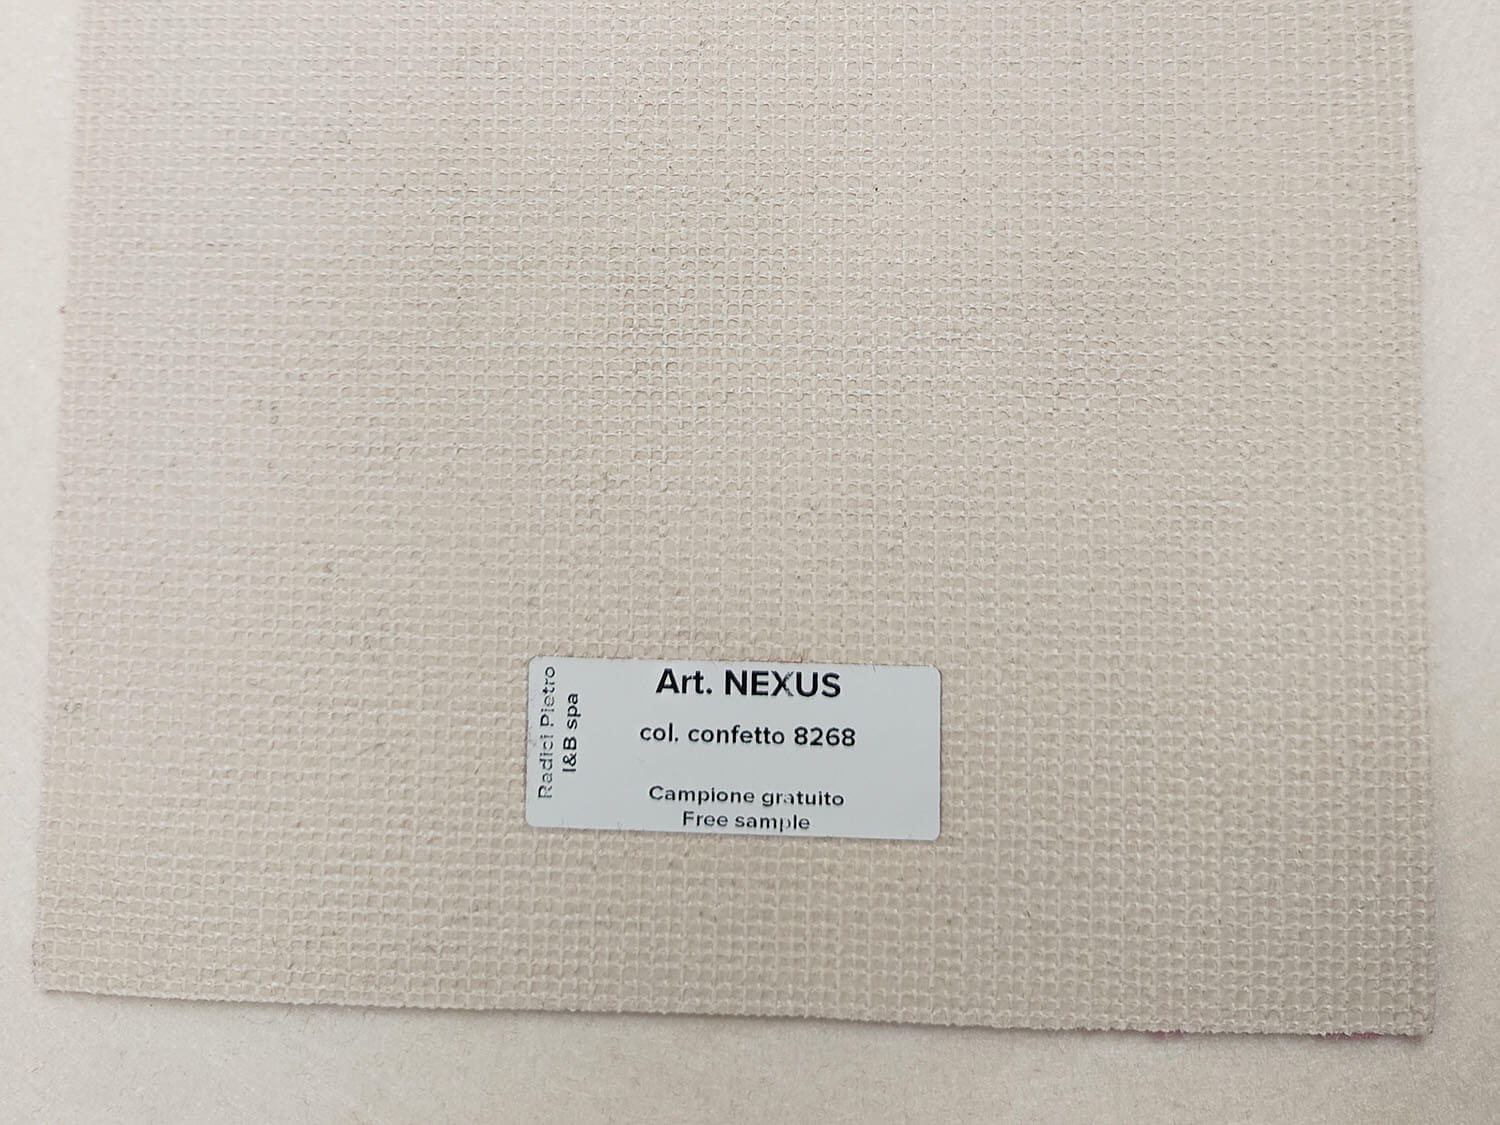 Art. NEXUS
col. confetto 8268
Campione gratuito
Free sample
Radici Pietro
I&B spa